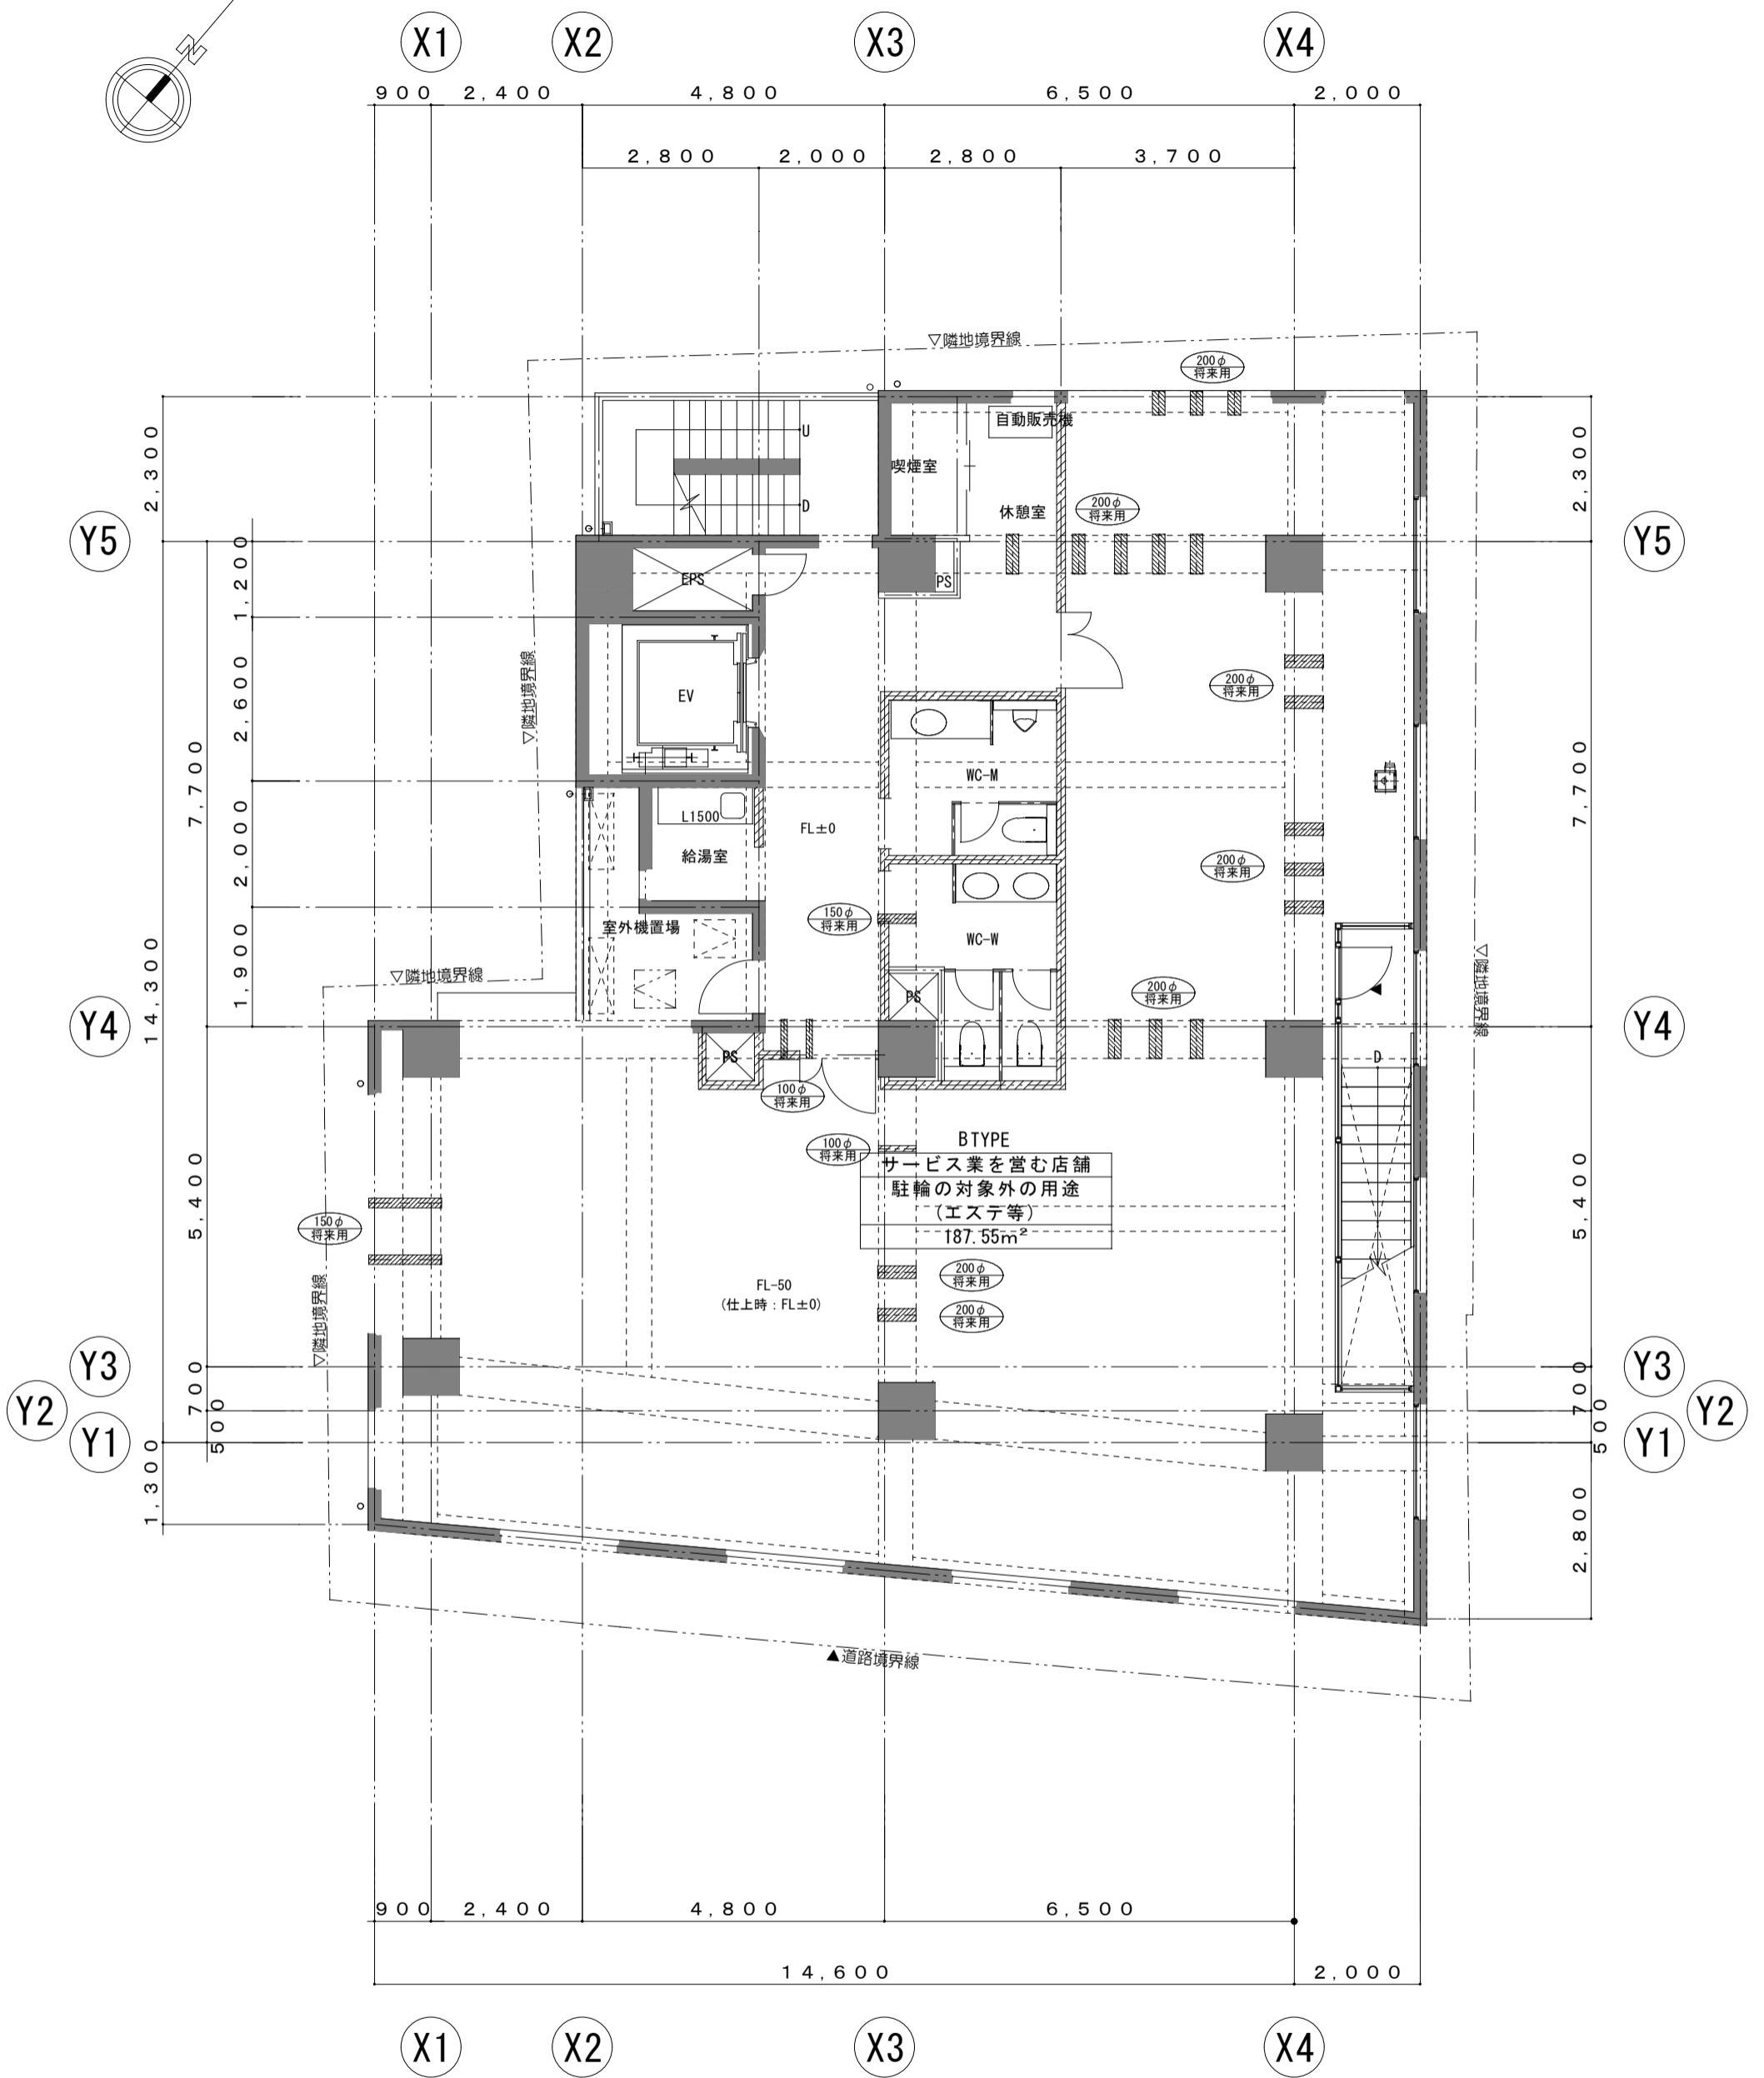 N
X1 X2 X3 X4
900 2,400 4,800 6,500 2,000
2,800 2,000 2,800 3,700
▽隣地境界線
200φ
将来用
自動販売機
喫煙室
休憩室
200φ
将来用
U
D
2,300
2,300
Y5
Y5
EPS
PS
1,200
2,600
2,000
1,900
7,700
14,300
7,700
▽隣地境界線
EV
200φ
将来用
WC-M
L1500
FL±0
給湯室
200φ
将来用
150φ
将来用
室外機置場
WC-W
▽隣地境界線
▽隣地境界線
PS
200φ
将来用
Y4
Y4
PS
D
100φ
将来用
100φ
将来用
BTYPE
サービス業を営む店舗
駐輪の対象外の用途
(エステ等)
187.55m²
5,400
5,400
150φ
将来用
200φ
将来用
FL-50
(仕上時：FL±0)
200φ
将来用
▽隣地境界線
Y3
Y3
700
700
Y2
Y2
500
500
Y1
Y1
1,300
2,800
▲道路境界線
900 2,400 4,800 6,500
14,600 2,000
X1 X2 X3 X4